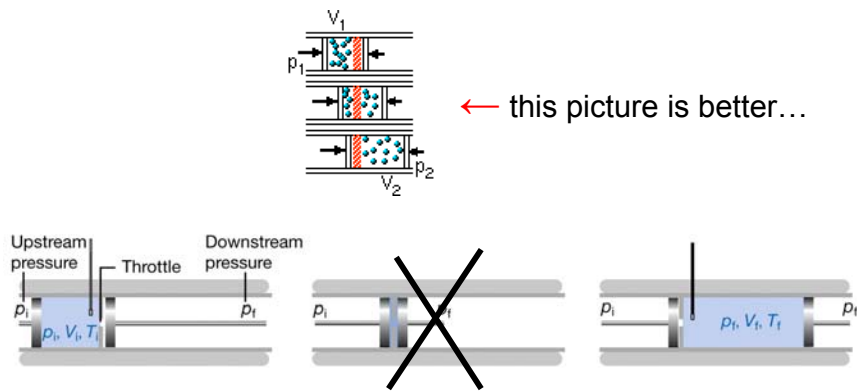 V1
p1
← this picture is better…
p2
V2
Upstream pressure
Throttle
Downstream pressure
pi
pi, Vi, Ti
pf
pi
pf
pi
pf, Vf, Tf
pf